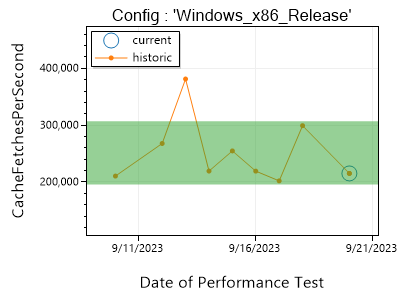 Config : 'Windows_x86_Release'
current
historic
CacheFetchesPerSecond
400,000
300,000
200,000
9/11/2023
9/16/2023
9/21/2023
Date of Performance Test